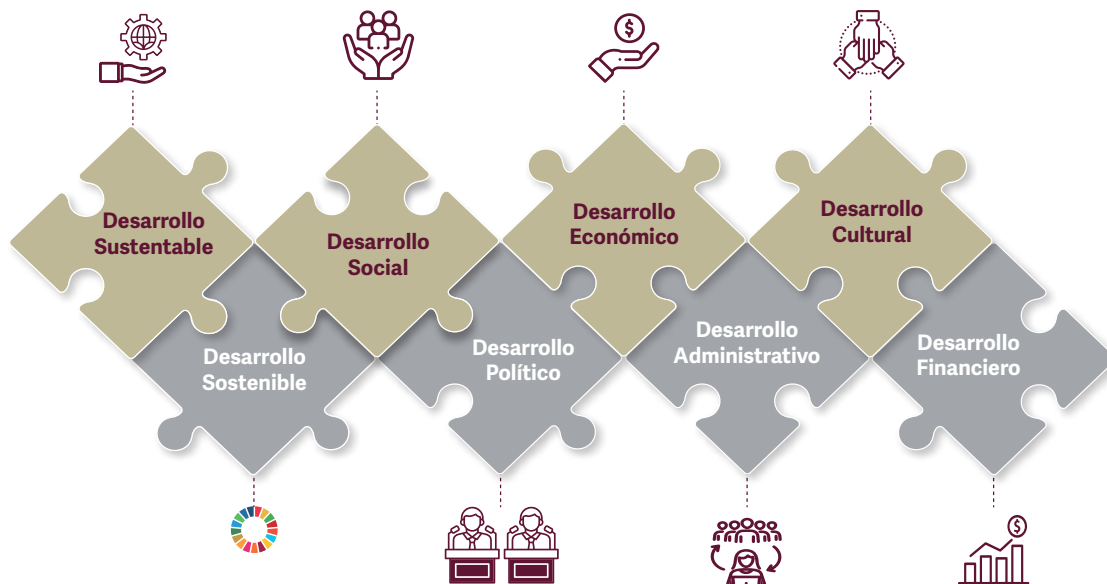 Desarrollo
Sustentable
Desarrollo
Social
Desarrollo
Económico
Desarrollo
Cultural
Desarrollo
Sostenible
Desarrollo
Político
Desarrollo
Administrativo
Desarrollo
Financiero
$
$